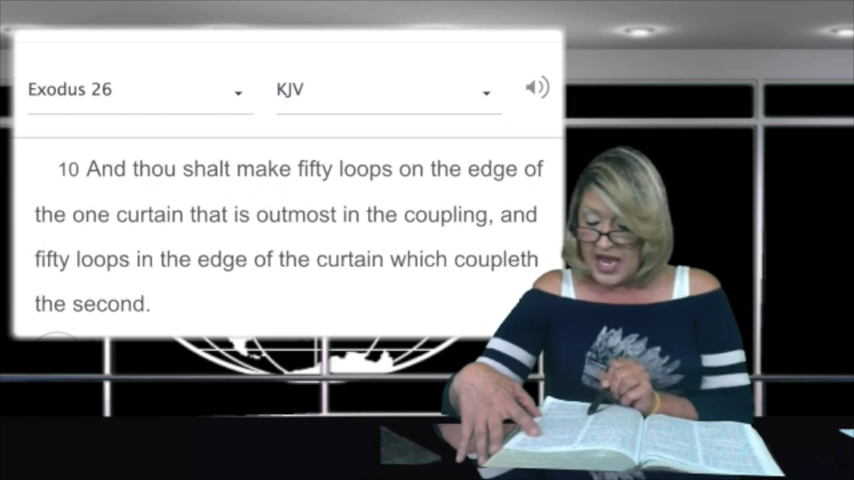 Exodus 26
KJV
10 And thou shalt make fifty loops on the edge of
the one curtain that is outmost in the coupling, and
fifty loops in the edge of the curtain which coupleth
the second.